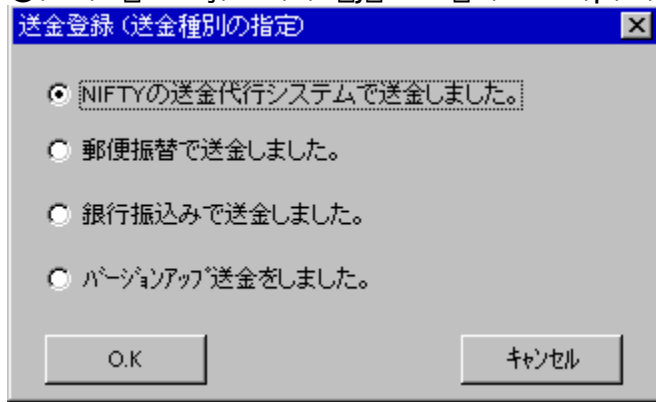 送金登録(送金種別の指定)
NIFTYの送金代行システムで送金しました。
郵便振替で送金しました。
銀行振込みで送金しました。
ﾊﾞｰｼﾞｮﾝｱｯﾌﾟ送金をしました。
O.K
ｷｬﾝｾﾙ